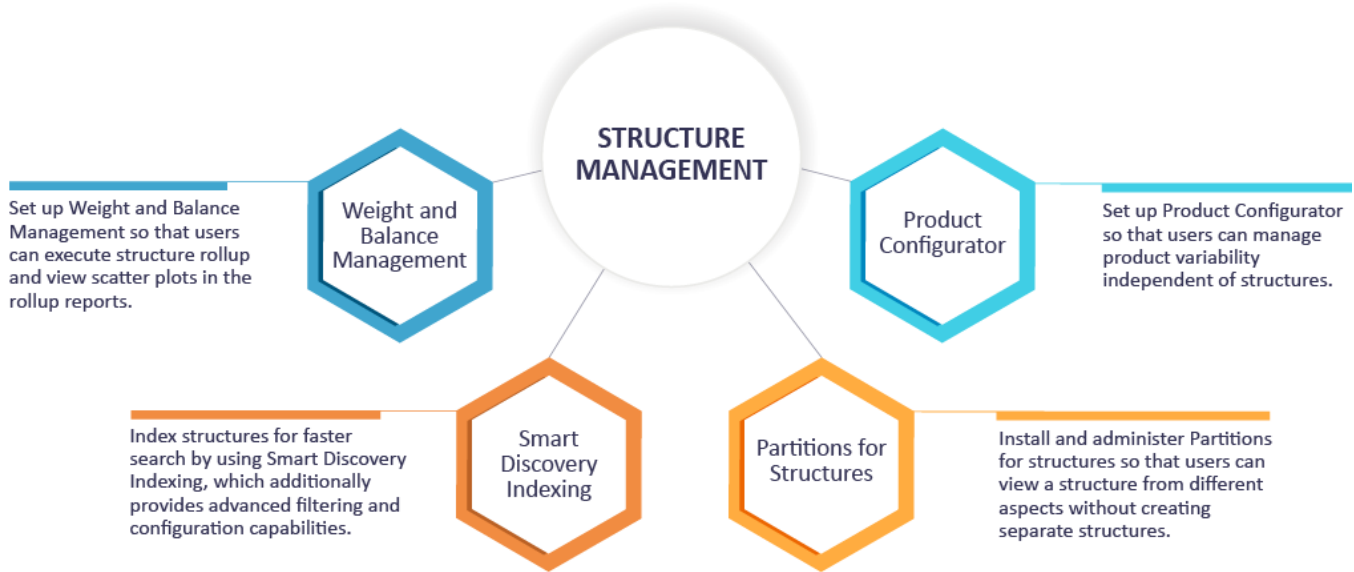 STRUCTURE
MANAGEMENT
Weight and
Balance
Management
Set up Weight and Balance
Management so that users
can execute structure rollup
and view scatter plots in the
rollup reports.
Product
Configurator
Set up Product Configurator
so that users can manage
product variability
independent of structures.
Smart
Discovery
Indexing
Index structures for faster
search by using Smart Discovery
Indexing, which additionally
provides advanced filtering and
configuration capabilities.
Partitions for
Structures
Install and administer Partitions
for structures so that users can
view a structure from different
aspects without creating
separate structures.